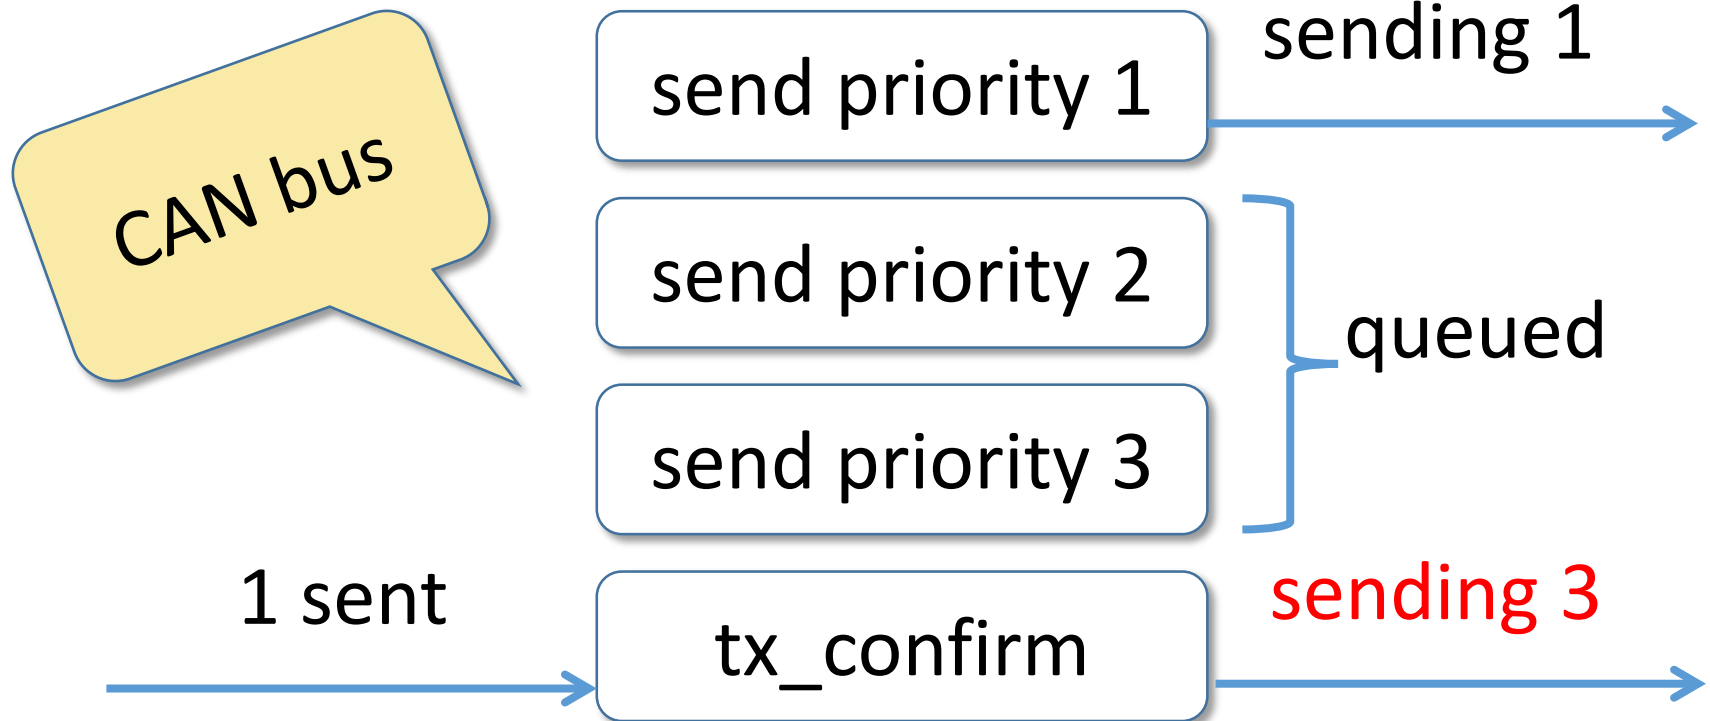 CAN bus
send priority 1
sending 1
send priority 2
queued
send priority 3
1 sent
tx_confirm
sending 3